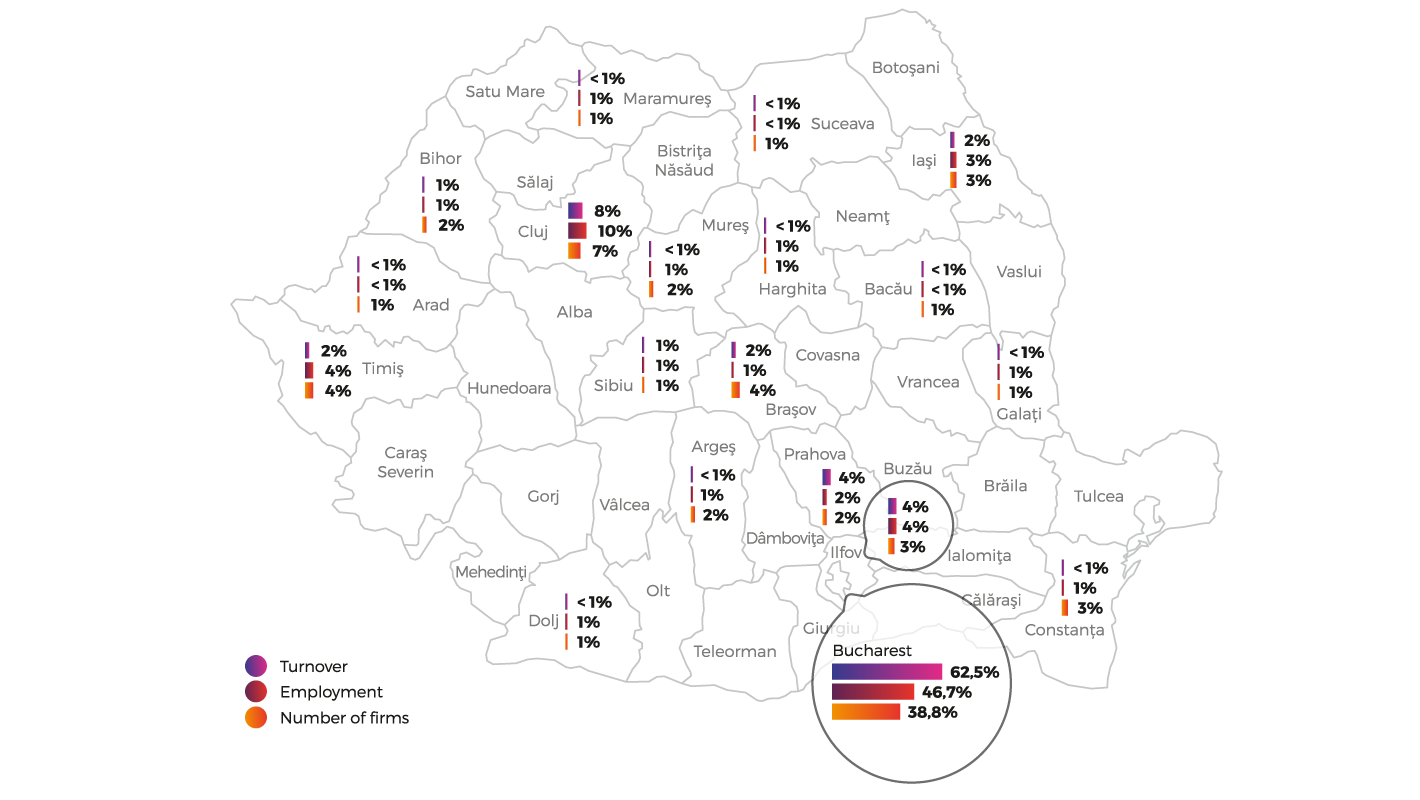 Botoşani
Satu Mare
< 1%
1%
1%
Maramureş
< 1%
< 1%
1%
Suceava
Iaşi
2%
3%
3%
Bihor
1%
1%
2%
Bistriţa
Năsăud
Sălaj
Cluj
8%
10%
7%
Mureş
< 1%
1%
2%
< 1%
1%
1%
Harghita
Neamţ
Bacău
< 1%
< 1%
1%
Vaslui
< 1%
< 1%
1%
Arad
Alba
2%
4%
4%
Timiş
Hunedoara
Sibiu
1%
1%
1%
2%
1%
4%
Braşov
Covasna
Vrancea
< 1%
1%
1%
Galaţi
Caraş
Severin
Gorj
Vâlcea
Argeş
< 1%
1%
2%
Prahova
4%
2%
2%
Dâmboviţa
Buzău
4%
4%
3%
Ilfov
Brăila
Tulcea
Ialomiţa
Călăraşi
< 1%
1%
3%
Constanţa
Mehedinţi
Dolj
< 1%
1%
1%
Olt
Teleorman
Giurgiu
Bucharest
62,5%
46,7%
38,8%
Turnover
Employment
Number of firms